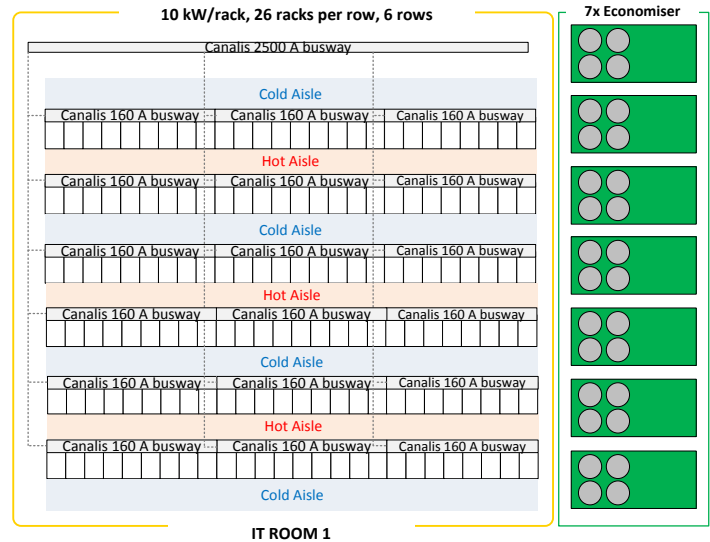 10 kW/rack, 26 racks per row, 6 rows
7x Economiser
Canalis 2500 A busway
Cold Aisle
Canalis 160 A busway Canalis 160 A busway Canalis 160 A busway
Hot Aisle
Canalis 160 A busway Canalis 160 A busway Canalis 160 A busway
Cold Aisle
Canalis 160 A busway Canalis 160 A busway Canalis 160 A busway
Hot Aisle
Canalis 160 A busway Canalis 160 A busway Canalis 160 A busway
Cold Aisle
Canalis 160 A busway Canalis 160 A busway Canalis 160 A busway
Hot Aisle
Canalis 160 A busway Canalis 160 A busway Canalis 160 A busway
Cold Aisle
IT ROOM 1